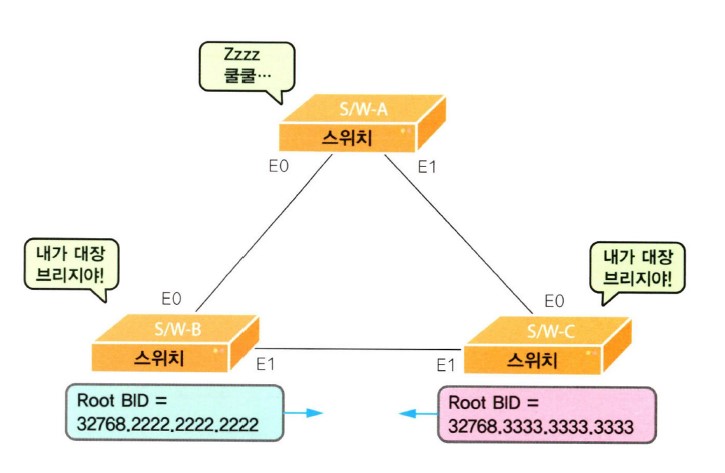 Zzzz
쿨쿨…
S/W-A
스위치
E0
E1
내가 대장
브리지야!
내가 대장
브리지야!
E0
E0
S/W-B
스위치
S/W-C
스위치
E1
E1
Root BID =
32768.2222.2222.2222
Root BID =
32768.3333.3333.3333